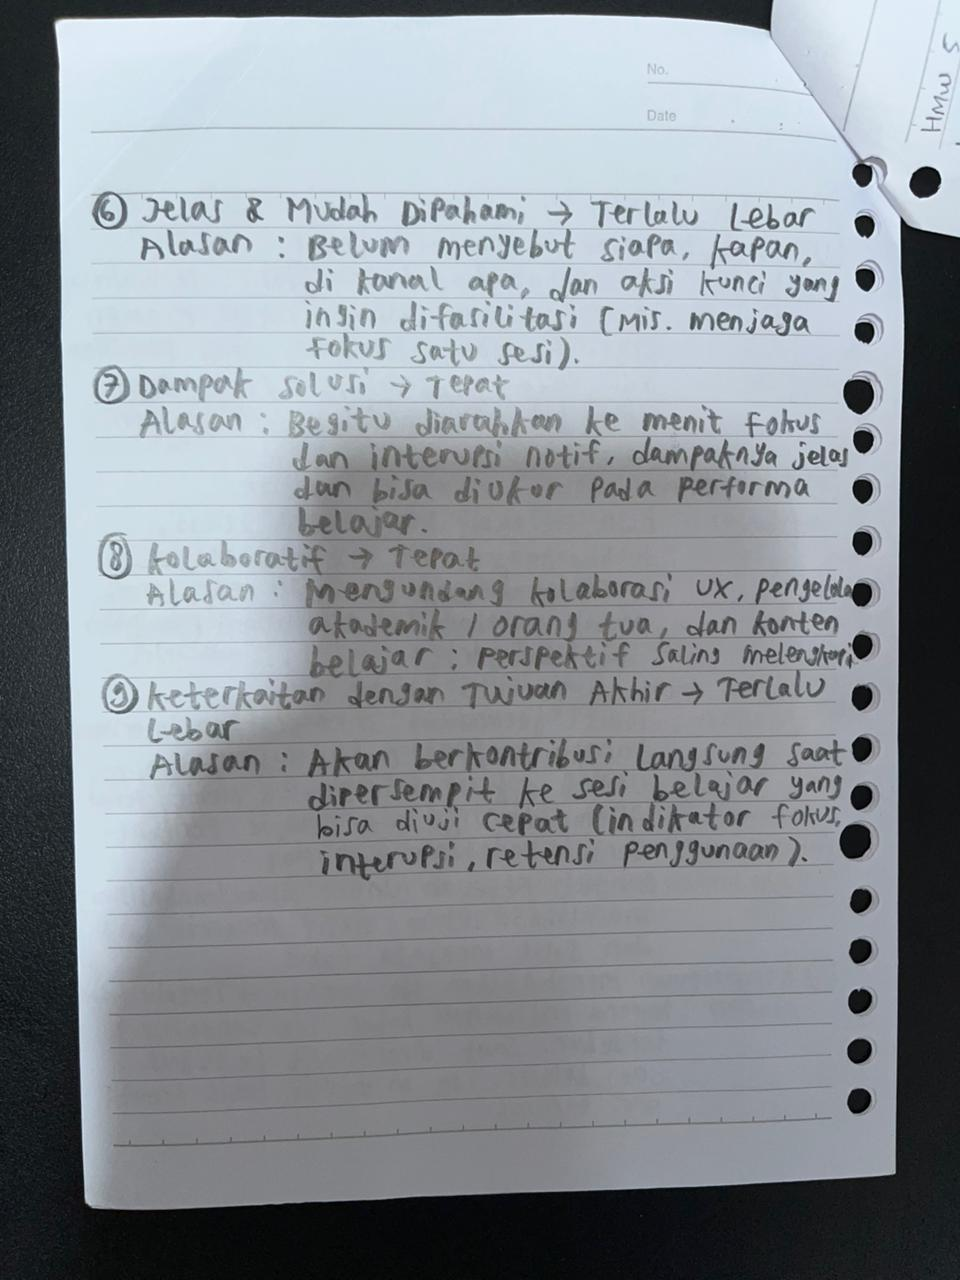 No.
Date
HMW S
⑥ Jelas & Mudah Dipahami → Terlalu Lebar
Alasan : Belum menyebut siapa, kapan,
di kanal apa, dan aksi kunci yang
ingin difasilitasi (Mis. menjaga
fokus satu sesi).
⑦ Dampak solusi → Tepat
Alasan : Begitu diarahkan ke menit fokus
dan interupsi notif, dampaknya jelas
dan bisa diukur pada performa
belajar.
⑧ Kolaboratif → Tepat
Alasan : Mengundang kolaborasi UX, pengelola
akademik / orang tua, dan konten
belajar ; perspektif saling melengkapi
⑨ Keterkaitan dengan Tujuan Akhir → Terlalu
Lebar
Alasan : Akan berkontribusi Langsung saat
dipersempit ke sesi belajar yang
bisa diuji cepat (indikator fokus,
interupsi, retensi penggunaan).